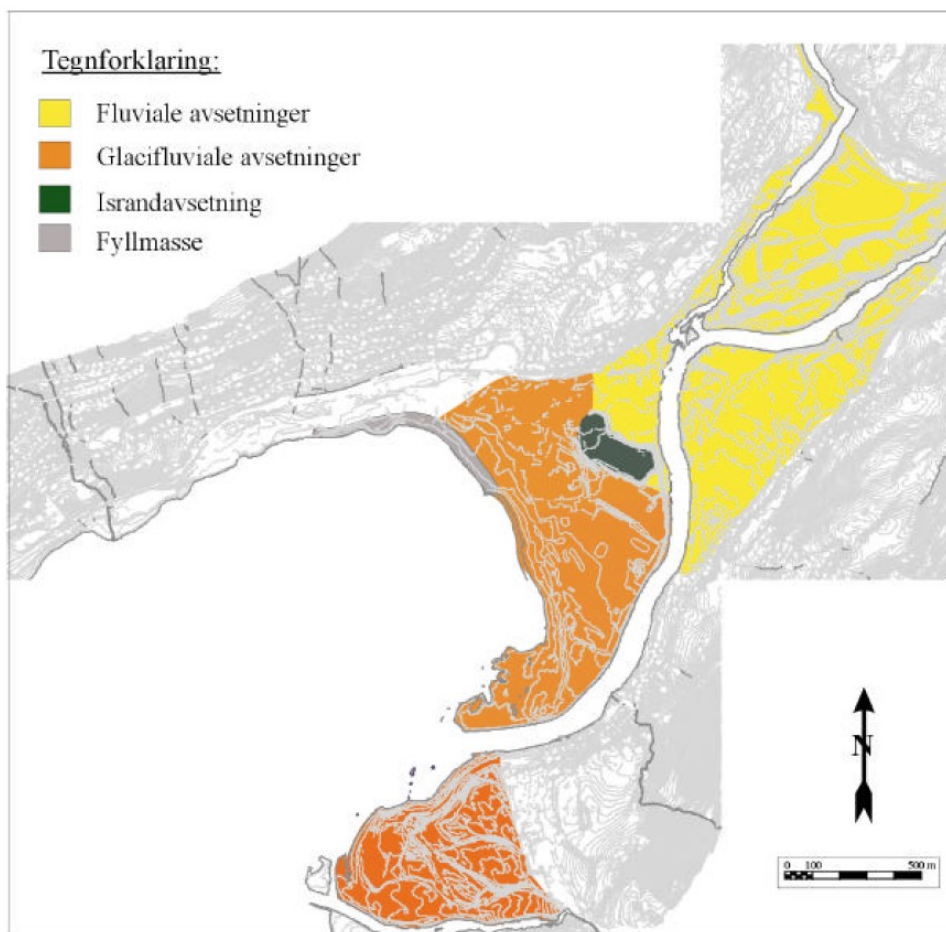 Tegnforklaring:
Fluviale avsetninger
Glacifluviale avsetninger
Israndavsetning
Fyllmasse
N
0 100 500 m